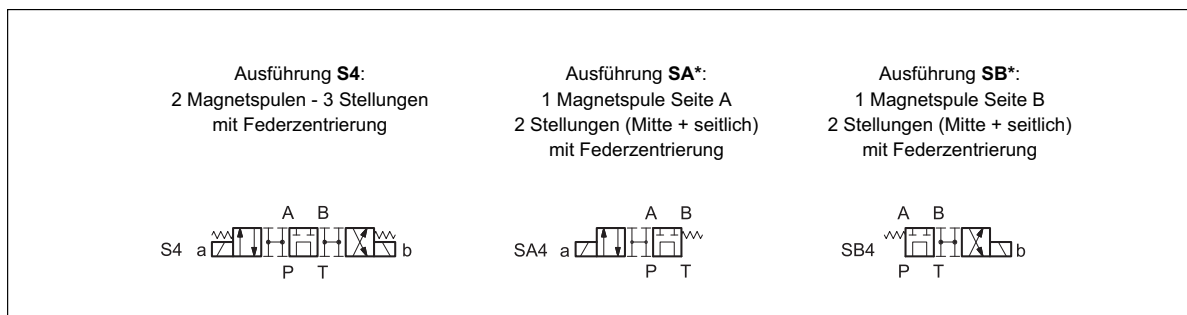 Ausführung S4:
2 Magnetspulen - 3 Stellungen
mit Federzentrierung
Ausführung SA*:
1 Magnetspule Seite A
2 Stellungen (Mitte + seitlich)
mit Federzentrierung
Ausführung SB*:
1 Magnetspule Seite B
2 Stellungen (Mitte + seitlich)
mit Federzentrierung
A B
S4 a b
P T
A B
SA4 a
P T
A B
SB4 b
P T